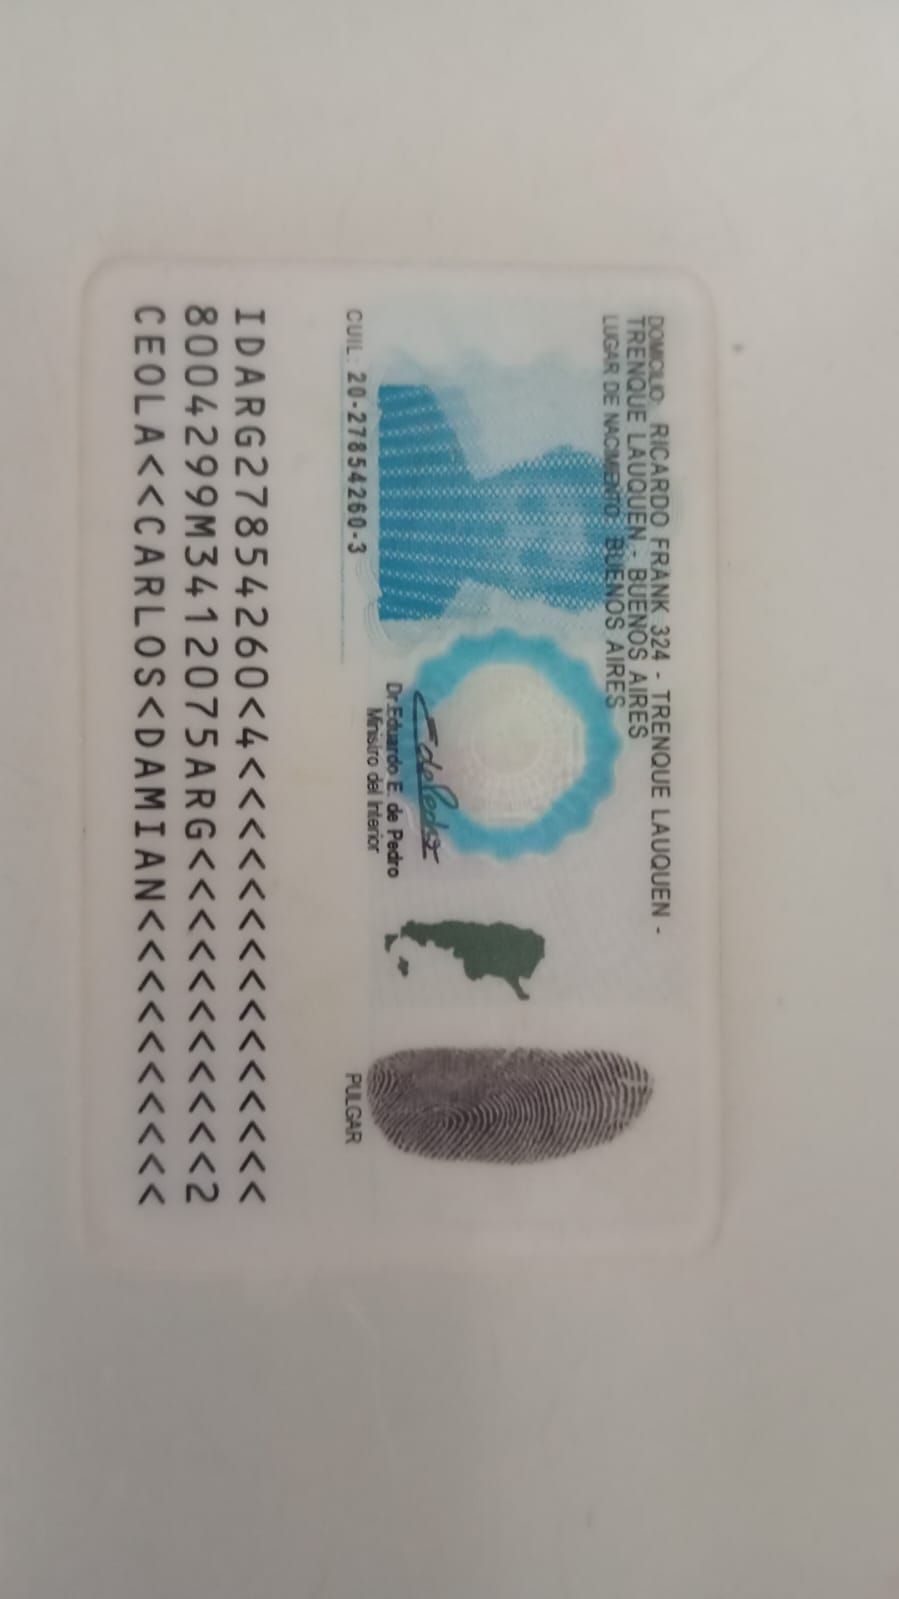 DOMICILIO: RICARDO FRANK 324 - TRENQUE LAUQUEN -
TRENQUE LAUQUEN - BUENOS AIRES
LUGAR DE NACIMIENTO: BUENOS AIRES
Dr.Eduardo E. de Pedro
Ministro del Interior
CUIL: 20-27854260-3
PULGAR
IDARG27854260<4<<<<<<<<<<<<<<<
8004299M3412075ARG<<<<<<<<<<<2
CEOLA<<CARLOS<DAMIAN<<<<<<<<<<